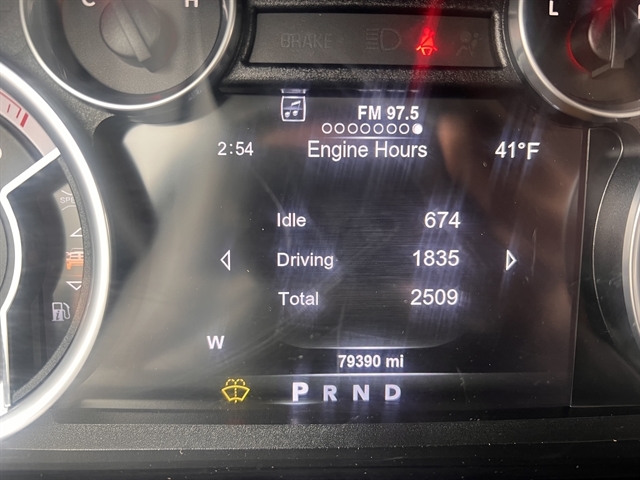 C H
BRAKE
L
FM 97.5
2:54 Engine Hours 41°F
Idle 674
Driving 1835
Total 2509
W
79390 mi
P R N D